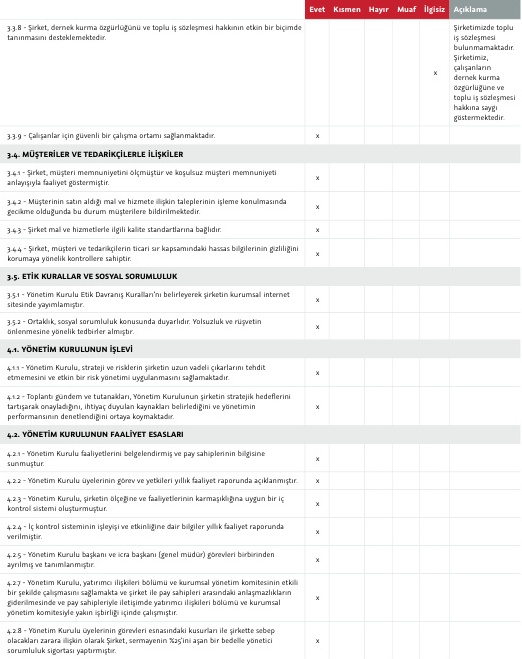 Evet Kısmen Hayır Muaf İlgisiz Açıklama
3.3.8 - Şirket, dernek kurma özgürlüğünü ve toplu iş sözleşmesi hakkının etkin bir biçimde
tanınmasını desteklemektedir.
x
Şirketimizde toplu
iş sözleşmesi
bulunmamaktadır.
Şirketimiz,
çalışanların
dernek kurma
özgürlüğüne ve
toplu iş sözleşmesi
hakkına saygı
göstermektedir.
3.3.9 - Çalışanlar için güvenli bir çalışma ortamı sağlanmaktadır. x
3.4. MÜŞTERİLER VE TEDARİKÇİLERLE İLİŞKİLER
3.4.1 - Şirket, müşteri memnuniyetini ölçmüştür ve koşulsuz müşteri memnuniyeti
anlayışıyla faaliyet göstermiştir.
x
3.4.2 - Müşterinin satın aldığı mal ve hizmete ilişkin taleplerinin işleme konulmasında
gecikme olduğunda bu durum müşterilere bildirilmektedir.
x
3.4.3 - Şirket mal ve hizmetlerle ilgili kalite standartlarına bağlıdır. x
3.4.4 - Şirket, müşteri ve tedarikçilerin ticari sır kapsamındaki hassas bilgilerinin gizliliğini
korumaya yönelik kontrollere sahiptir.
x
3.5. ETİK KURALLAR VE SOSYAL SORUMLULUK
3.5.1 - Yönetim Kurulu Etik Davranış Kuralları'nı belirleyerek şirketin kurumsal internet
sitesinde yayımlamıştır.
x
3.5.2 - Ortaklık, sosyal sorumluluk konusunda duyarlıdır. Yolsuzluk ve rüşvetin
önlenmesine yönelik tedbirler almıştır.
x
4.1. YÖNETİM KURULUNUN İŞLEVİ
4.1.1 - Yönetim Kurulu, strateji ve risklerin şirketin uzun vadeli çıkarlarını tehdit
etmemesini ve etkin bir risk yönetimi uygulanmasını sağlamaktadır.
x
4.1.2 - Toplantı gündem ve tutanakları, Yönetim Kurulunun şirketin stratejik hedeflerini
tartışarak onayladığını, ihtiyaç duyulan kaynakları belirlediğini ve yönetimin
performansının denetlendiğini ortaya koymaktadır.
x
4.2. YÖNETİM KURULUNUN FAALİYET ESASLARI
4.2.1 - Yönetim Kurulu faaliyetlerini belgelendirmiş ve pay sahiplerinin bilgisine
sunmuştur.
x
4.2.2 - Yönetim Kurulu üyelerinin görev ve yetkileri yıllık faaliyet raporunda açıklanmıştır. x
4.2.3 - Yönetim Kurulu, şirketin ölçeğine ve faaliyetlerinin karmaşıklığına uygun bir iç
kontrol sistemi oluşturmuştur.
x
4.2.4 - İç kontrol sisteminin işleyişi ve etkinliğine dair bilgiler yıllık faaliyet raporunda
verilmiştir.
x
4.2.5 - Yönetim Kurulu başkanı ve icra başkanı (genel müdür) görevleri birbirinden
ayrılmış ve tanımlanmıştır.
x
4.2.7 - Yönetim Kurulu, yatırımcı ilişkileri bölümü ve kurumsal yönetim komitesinin etkili
bir şekilde çalışmasını sağlamakta ve şirket ile pay sahipleri arasındaki anlaşmazlıkların
giderilmesinde ve pay sahipleriyle iletişimde yatırımcı ilişkileri bölümü ve kurumsal
yönetim komitesiyle yakın işbirliği içinde çalışmıştır.
x
4.2.8 - Yönetim Kurulu üyelerinin görevleri esnasındaki kusurları ile şirkette sebep
olacakları zarara ilişkin olarak Şirket, sermayenin %25'ini aşan bir bedelle yönetici
sorumluluk sigortası yaptırmıştır.
x